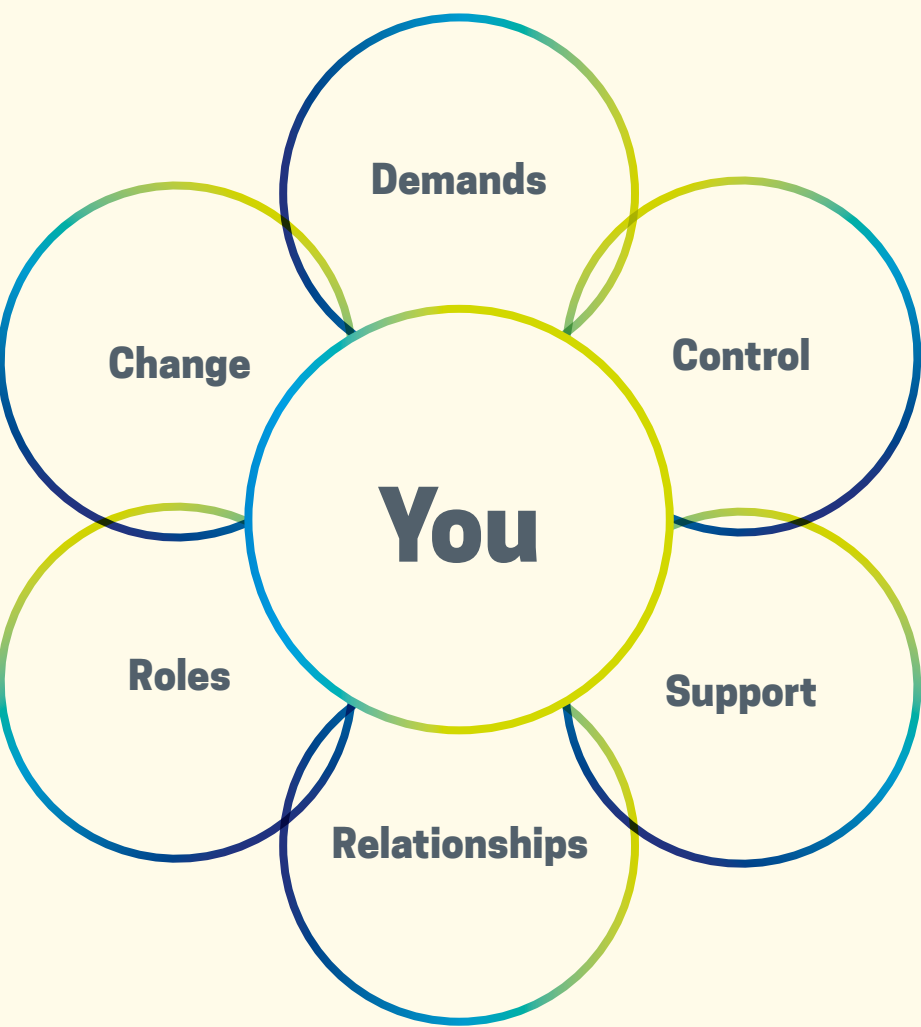 Demands
Control
Change
You
Roles
Support
Relationships